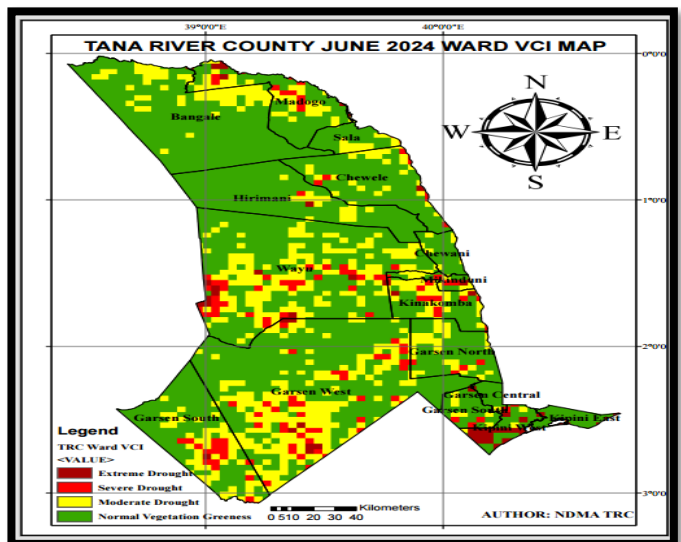 39°0'0"E 40°0'0"E
TANA RIVER COUNTY JUNE 2024 WARD VCI MAP
0°0'0
N
W E
S
Madogo
Bangale
Sala
Chewele
Hirimani
1°0'0
Chewani
Wayu
Kinakomba
2°0'0
Garsen North
Garsen West
Garsen Central
Garsen South
Garsen South
Kipini East
Kipini West
Legend
TRC Ward VCI
<VALUE>
Extreme Drought
Severe Drought
Moderate Drought
Normal Vegetation Greeness
3°0'0
Kilometers
0 5 10 20 30 40
AUTHOR: NDMA TRC